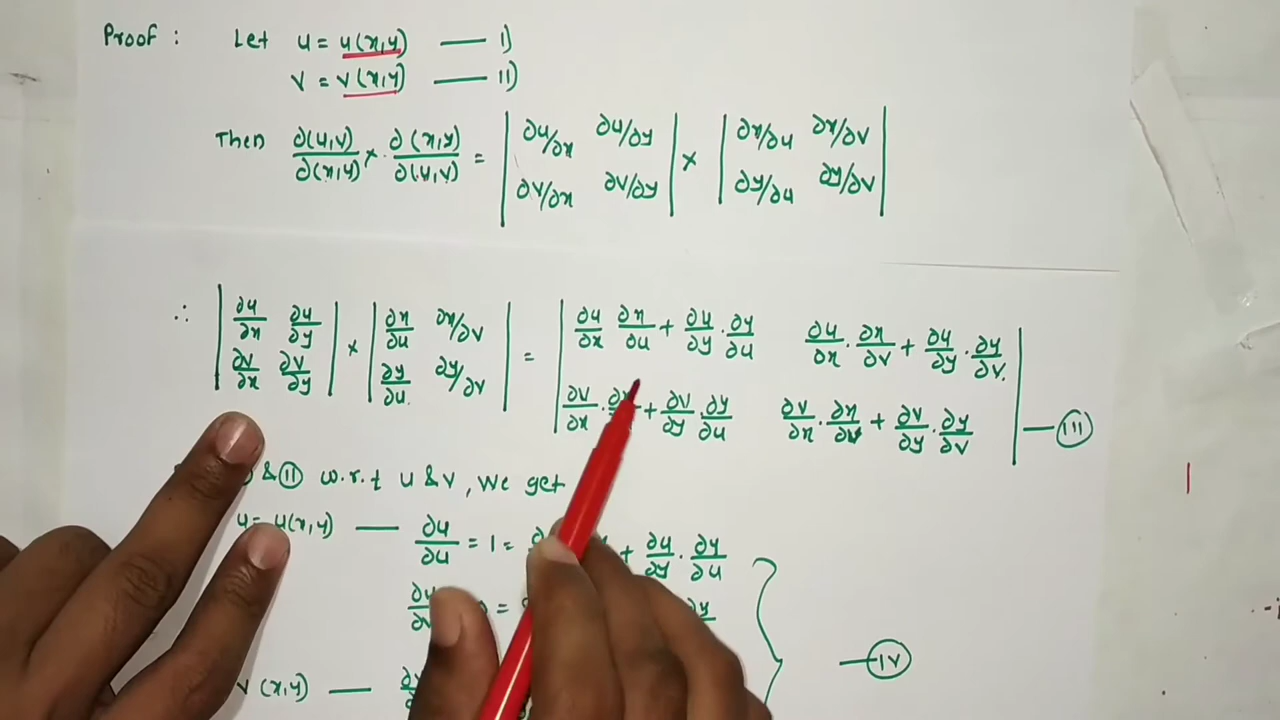 Proof : Let u = u(x,y) — I)
v = v(x,y) — II)
Then ∂(u,v)/∂(x,y) × ∂(x,y)/∂(u,v) = | ∂u/∂x ∂u/∂y | × | ∂x/∂u ∂x/∂v |
| ∂v/∂x ∂v/∂y | | ∂y/∂u ∂y/∂v |
∴ | ∂u/∂x ∂u/∂y | × | ∂x/∂u ∂x/∂v | = | ∂u/∂x ∂x/∂u + ∂u/∂y · ∂y/∂u ∂u/∂x · ∂x/∂v + ∂u/∂y · ∂y/∂v |
| ∂v/∂x ∂v/∂y | | ∂y/∂u ∂y/∂v | | ∂v/∂x · + ∂v/∂y · ∂y/∂u ∂v/∂x · ∂x/∂v + ∂v/∂y · ∂y/∂v | — III
& II w.r.t u & v, We get
u = u(x,y) — ∂u/∂u = 1 = + ∂u/∂y · ∂y/∂u
=
v (x,y) — — IV